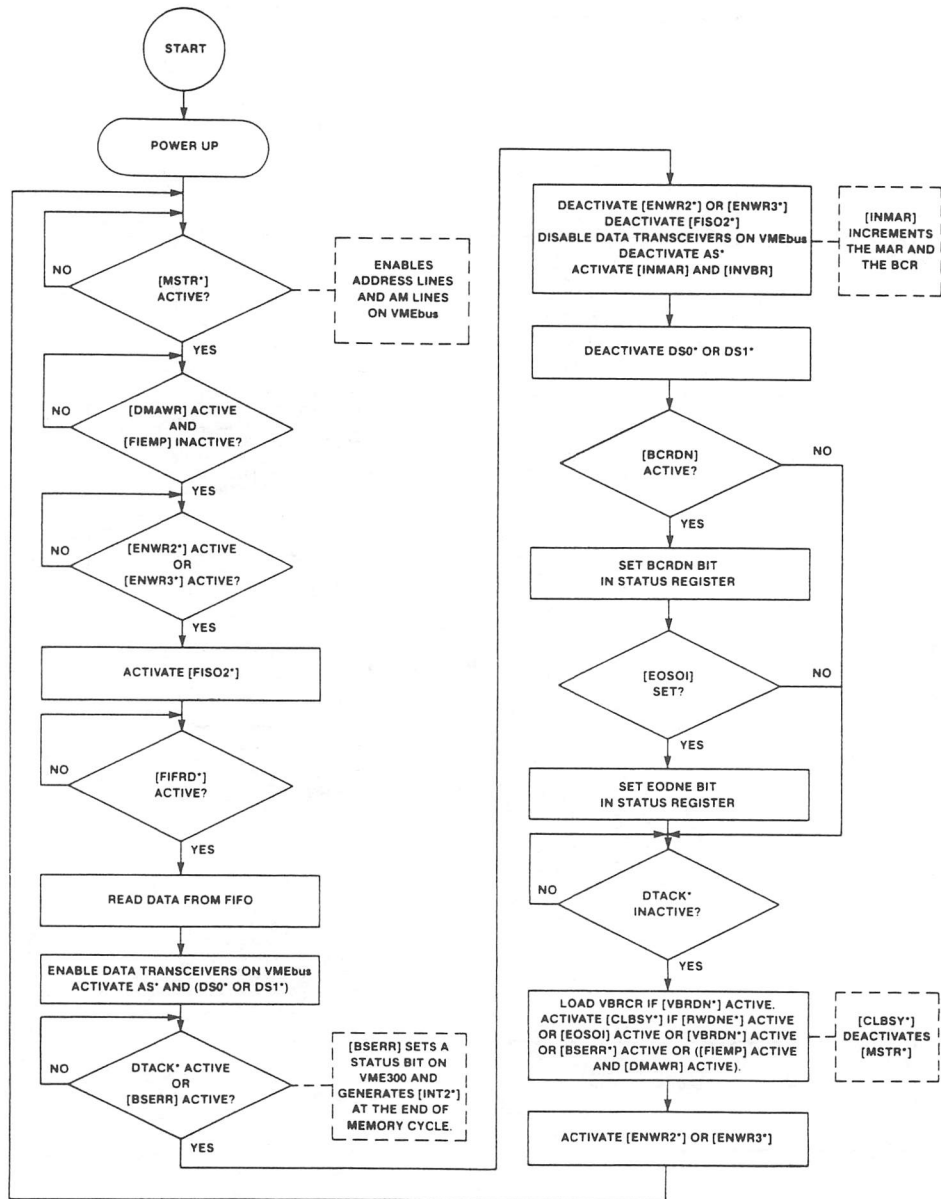 START
POWER UP
NO
[MSTR*]
ACTIVE?
YES
ENABLES
ADDRESS LINES
AND AM LINES
ON VMEbus
NO
[DMAWR] ACTIVE
AND
[FIEMP] INACTIVE?
YES
NO
[ENWR2*] ACTIVE
OR
[ENWR3*] ACTIVE?
YES
ACTIVATE [FISO2*]
NO
[FIFRD*]
ACTIVE?
YES
READ DATA FROM FIFO
ENABLE DATA TRANSCEIVERS ON VMEbus
ACTIVATE AS* AND (DS0* OR DS1*)
NO
DTACK* ACTIVE
OR
[BSERR] ACTIVE?
YES
[BSERR] SETS A
STATUS BIT ON
VME300 AND
GENERATES [INT2*]
AT THE END OF
MEMORY CYCLE.
DEACTIVATE [ENWR2*] OR [ENWR3*]
DEACTIVATE [FISO2*]
DISABLE DATA TRANSCEIVERS ON VMEbus
DEACTIVATE AS*
ACTIVATE [INMAR] AND [INVBR]
[INMAR]
INCREMENTS
THE MAR AND
THE BCR
DEACTIVATE DS0* OR DS1*
[BCRDN]
ACTIVE?
NO
YES
SET BCRDN BIT
IN STATUS REGISTER
[EOSOI]
SET?
NO
YES
SET EODNE BIT
IN STATUS REGISTER
NO
DTACK*
INACTIVE?
YES
LOAD VBRCR IF [VBRDN*] ACTIVE.
ACTIVATE [CLBSY*] IF [RWDNE*] ACTIVE
OR [EOSOI] ACTIVE OR [VBRDN*] ACTIVE
OR [BSERR*] ACTIVE OR ([FIEMP] ACTIVE
AND [DMAWR] ACTIVE).
[CLBSY*]
DEACTIVATES
[MSTR*]
ACTIVATE [ENWR2*] OR [ENWR3*]